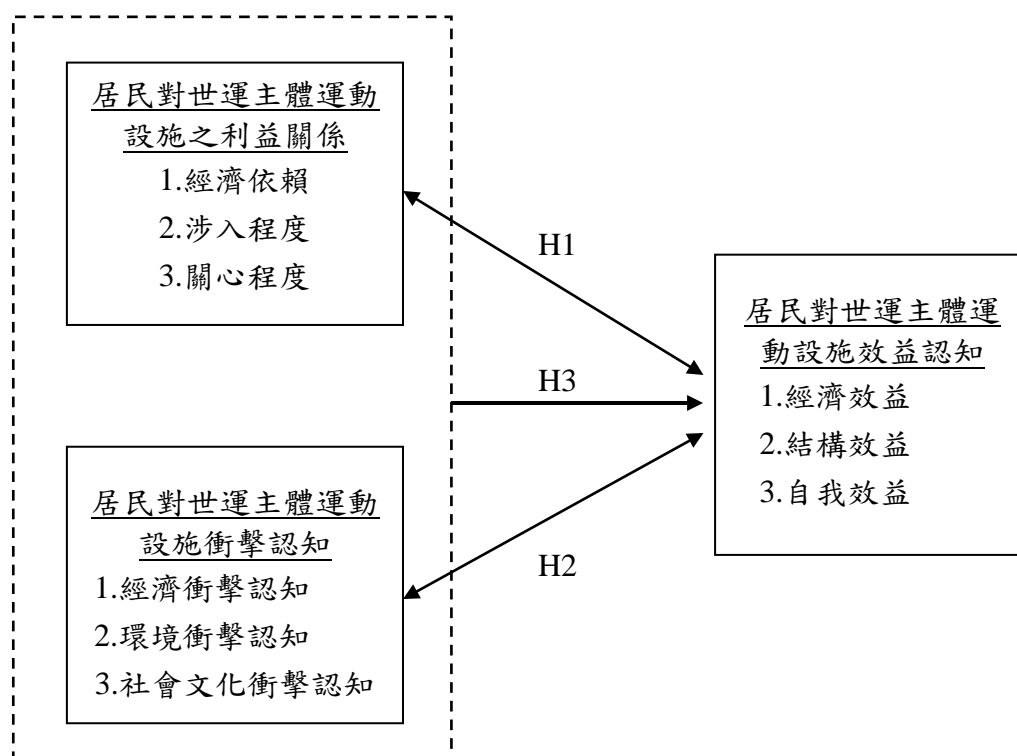 居民對世運主體運動
設施之利益關係
1.經濟依賴
2.涉入程度
3.關心程度
H1
居民對世運主體運
動設施效益認知
1.經濟效益
2.結構效益
3.自我效益
H3
居民對世運主體運動
設施衝擊認知
1.經濟衝擊認知
2.環境衝擊認知
3.社會文化衝擊認知
H2